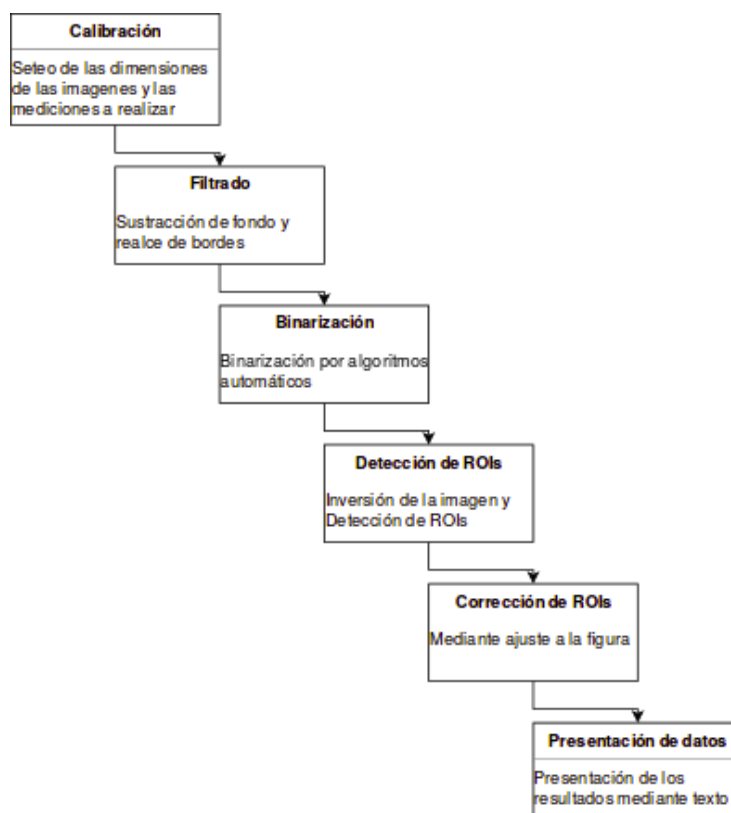 Calibración
Seteo de las dimensiones
de las imagenes y las
mediciones a realizar
Filtrado
Sustracción de fondo y
realce de bordes
Binarización
Binarización por algoritmos
automáticos
Detección de ROIs
Inversión de la imagen y
Detección de ROIs
Corrección de ROIs
Mediante ajuste a la figura
Presentación de datos
Presentación de los
resultados mediante texto